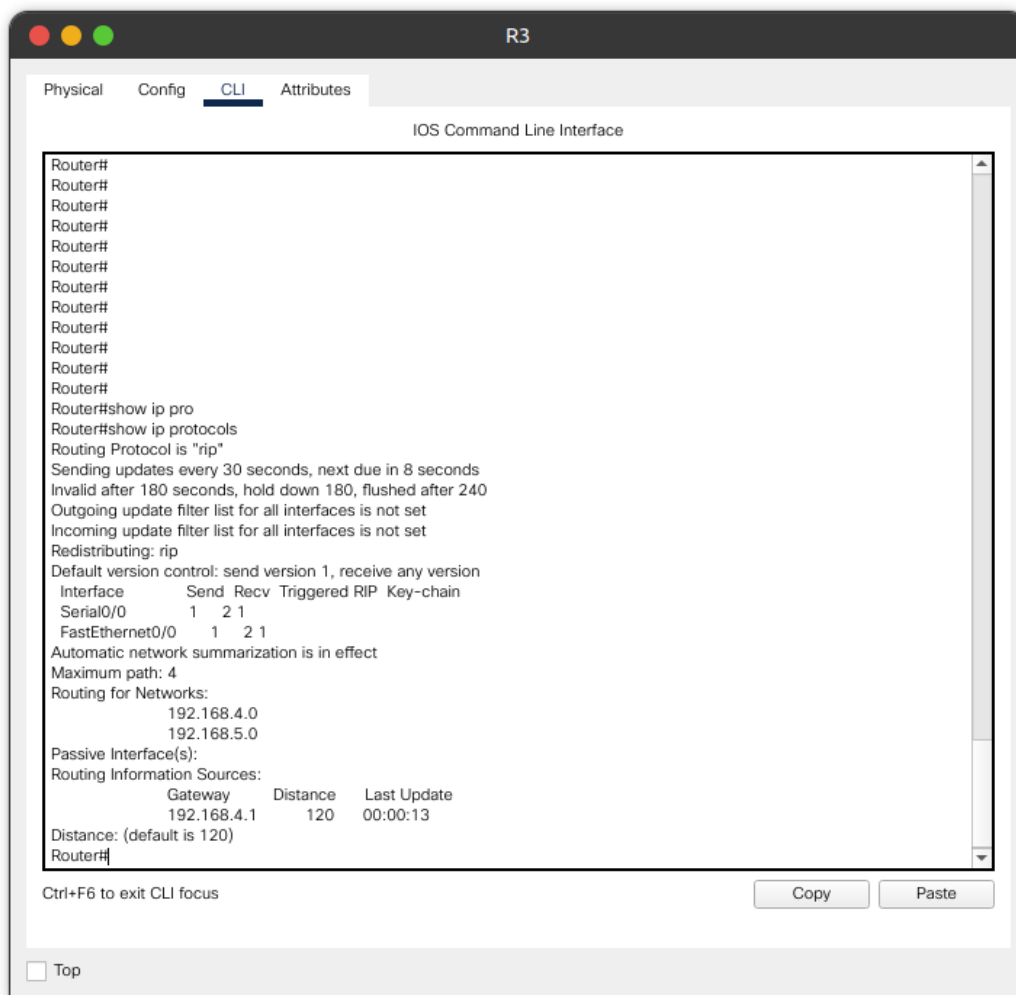 R3
Physical Config CLI Attributes
IOS Command Line Interface
Router#
Router#
Router#
Router#
Router#
Router#
Router#
Router#
Router#
Router#
Router#
Router#
Router#show ip pro
Router#show ip protocols
Routing Protocol is "rip"
Sending updates every 30 seconds, next due in 8 seconds
Invalid after 180 seconds, hold down 180, flushed after 240
Outgoing update filter list for all interfaces is not set
Incoming update filter list for all interfaces is not set
Redistributing: rip
Default version control: send version 1, receive any version
Interface Send Recv Triggered RIP Key-chain
Serial0/0 1 2 1
FastEthernet0/0 1 2 1
Automatic network summarization is in effect
Maximum path: 4
Routing for Networks:
192.168.4.0
192.168.5.0
Passive Interface(s):
Routing Information Sources:
Gateway Distance Last Update
192.168.4.1 120 00:00:13
Distance: (default is 120)
Router#
Ctrl+F6 to exit CLI focus
Copy Paste
Top